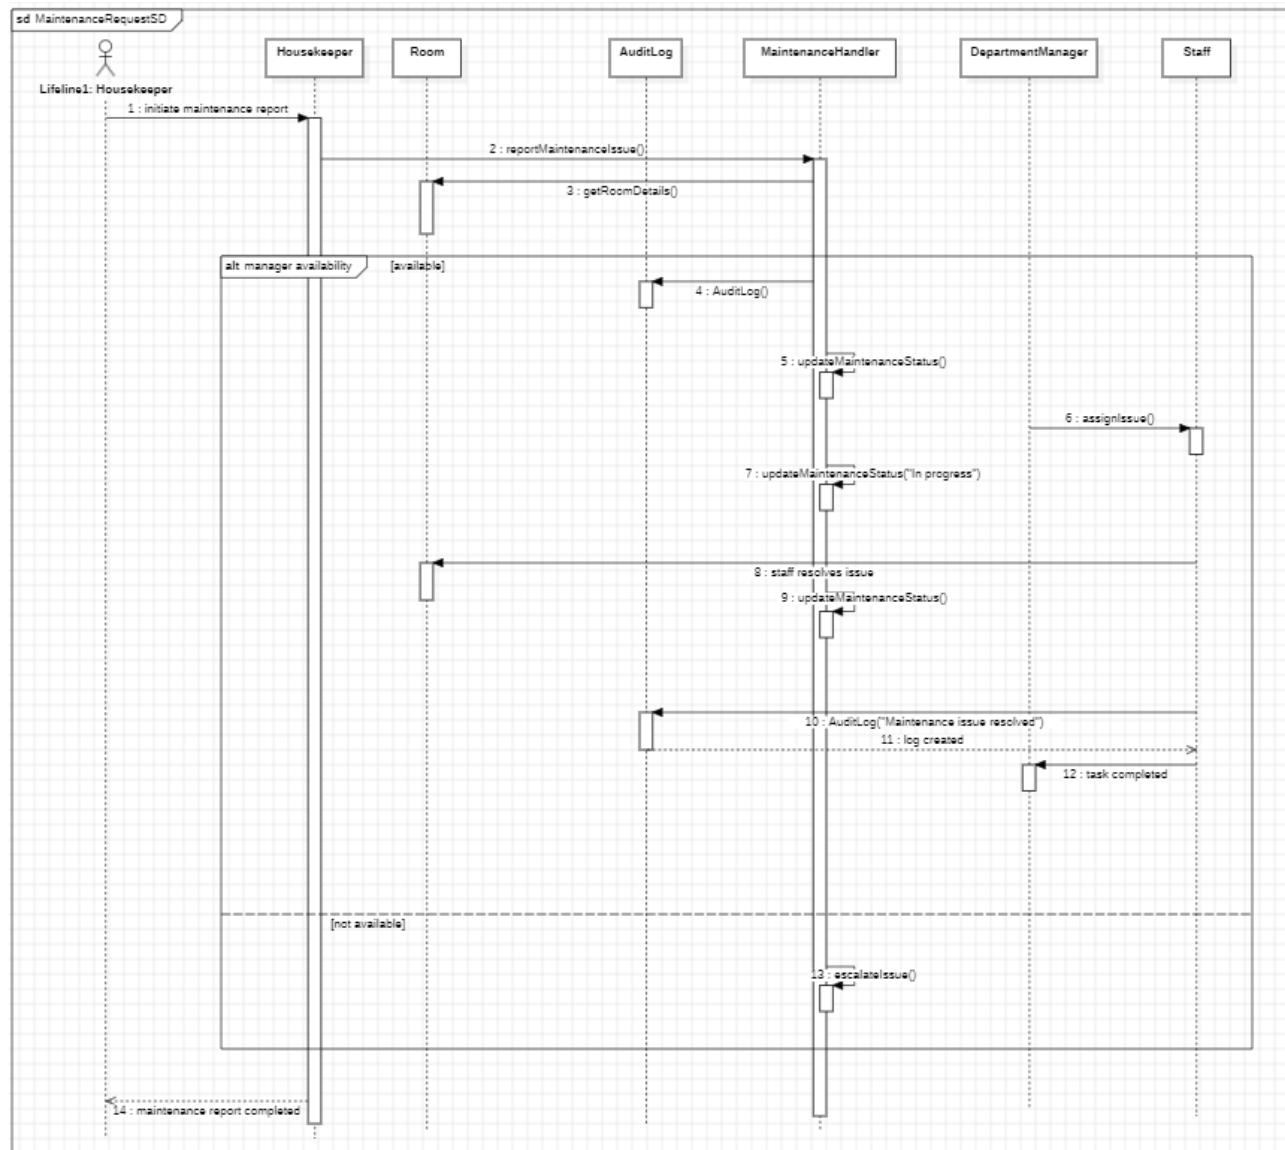 sd MaintenanceRequestSD
Housekeeper
Room
AuditLog
MaintenanceHandler
DepartmentManager
Staff
Lifeline1: Housekeeper
1 : initiate maintenance report
2 : reportMaintenanceIssue()
3 : getRoomDetails()
alt manager availability
[available]
4 : AuditLog()
5 : updateMaintenanceStatus()
6 : assignIssue()
7 : updateMaintenanceStatus("In progress")
8 : staff resolves issue
9 : updateMaintenanceStatus()
10 : AuditLog("Maintenance issue resolved")
11 : log created
12 : task completed
[not available]
13 : escalateIssue()
14 : maintenance report completed